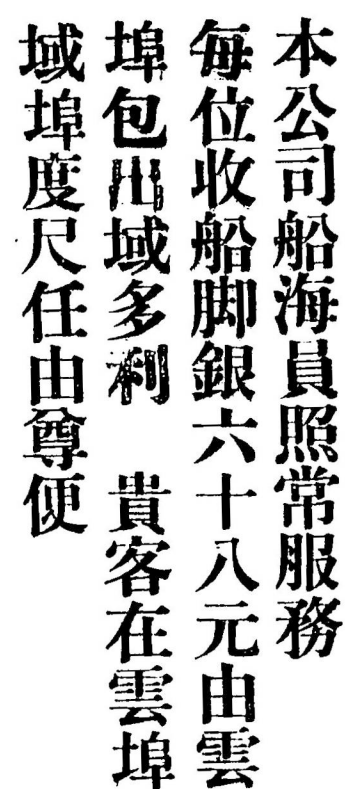 本公司船海員照常服務
每位收船脚銀六十八元由雲
埠包出域多利　貴客在雲埠
域埠度尺任由尊便